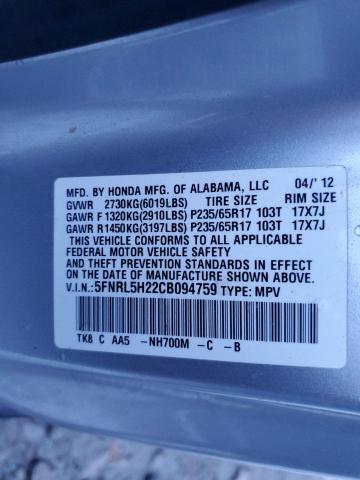 MFD. BY HONDA MFG. OF ALABAMA, LLC 04/'12
GVWR 2730KG(6019LBS) TIRE SIZE RIM SIZE
GAWR F 1320KG(2910LBS) P235/65R17 103T 17X7J
GAWR R 1450KG(3197LBS) P235/65R17 103T 17X7J
THIS VEHICLE CONFORMS TO ALL APPLICABLE
FEDERAL MOTOR VEHICLE SAFETY AND
THEFT PREVENTION STANDARDS IN EFFECT ON
THE DATE OF MANUFACTURE SHOWN ABOVE.
V.I.N.:5FNRL5H22CB094759 TYPE: MPV
TK8 C AA5 -NH700M -C -B